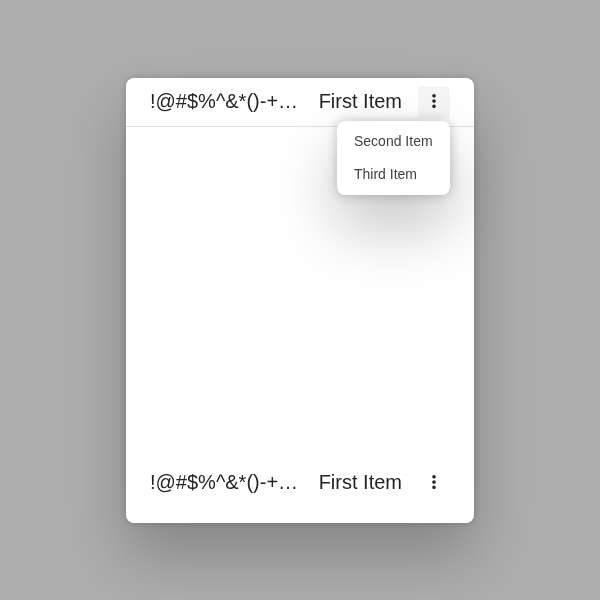 !@#$%^&*()-+… First Item
Second Item
Third Item
!@#$%^&*()-+… First Item